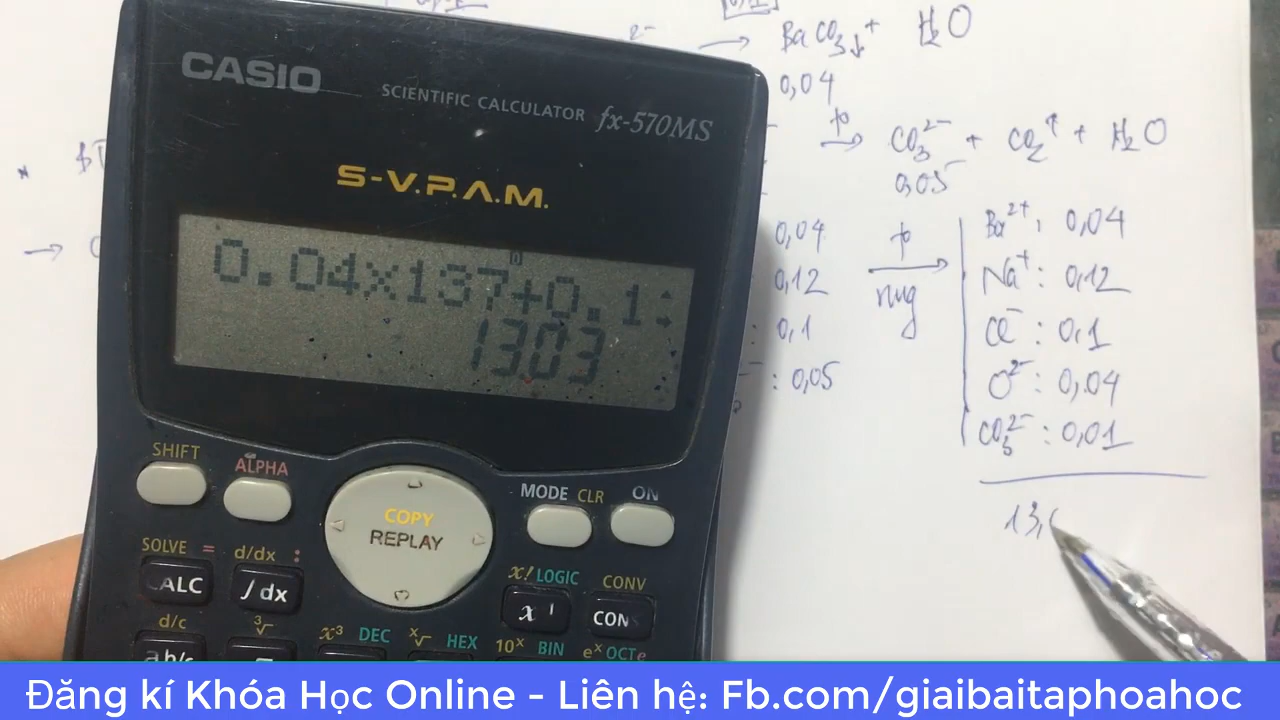 BaCO3↓ + H2O
0,04
CASIO
SCIENTIFIC CALCULATOR fx-570MS
S-V.P.A.M.
t° → CO3²⁻ + CO2↑ + H2O
0,05
0.04x137+0.1
1303
0,04
0,12
: 0,1
: 0,05
t°
nung
Ba²⁺: 0,04
Na⁺: 0,12
Cl⁻: 0,1
O²⁻: 0,04
CO3²⁻: 0,01
13,
SHIFT
ALPHA
COPY
REPLAY
MODE CLR
ON
SOLVE = d/dx :
CALC
∫dx
x! LOGIC
CONV
CON
d/c
³√
x³ DEC
ˣ√ HEX
10ˣ BIN
eˣ OCT e
Đăng kí Khóa Học Online - Liên hệ: Fb.com/giaibaitaphoahoc